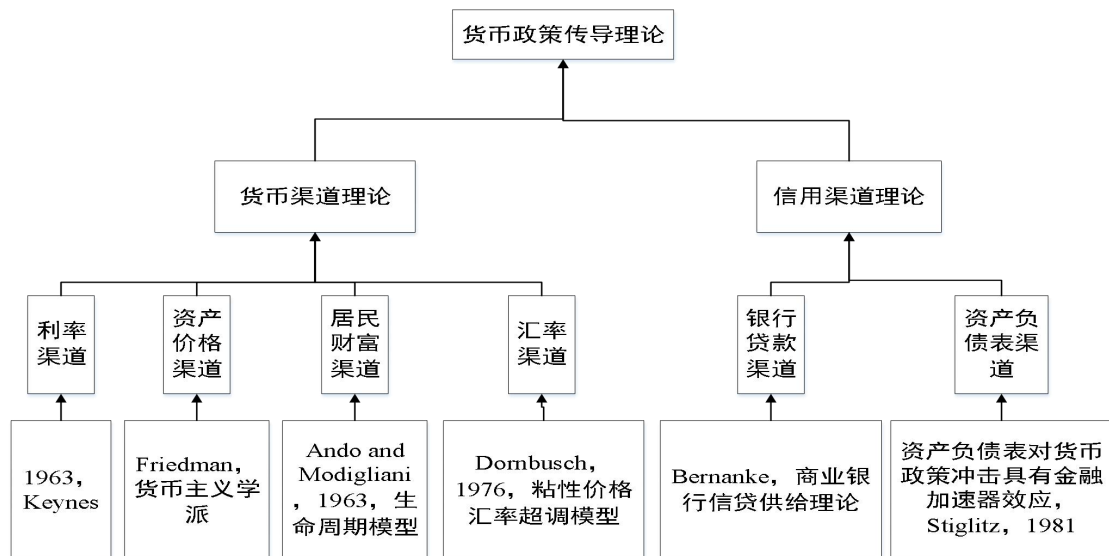 货币政策传导理论
货币渠道理论
信用渠道理论
利率
渠道
资产
价格
渠道
居民
财富
渠道
汇率
渠道
银行
贷款
渠道
资产负
债表渠
道
1963，
Keynes
Friedman，
货币主义学
派
Ando and
Modigliani
，1963，生
命周期模型
Dornbusch，
1976，粘性价格
汇率超调模型
Bernanke，商业银
行信贷供给理论
资产负债表对货币
政策冲击具有金融
加速器效应，
Stiglitz，1981